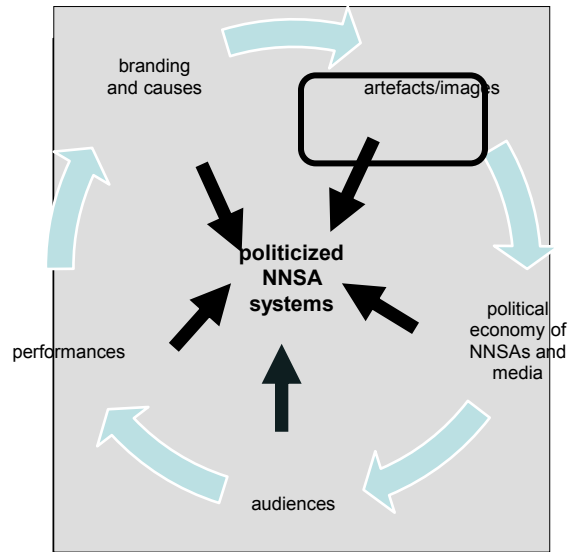 branding
and causes
artefacts/images
politicized
NNSA
systems
political
economy of
NNSAs and
media
performances
audiences